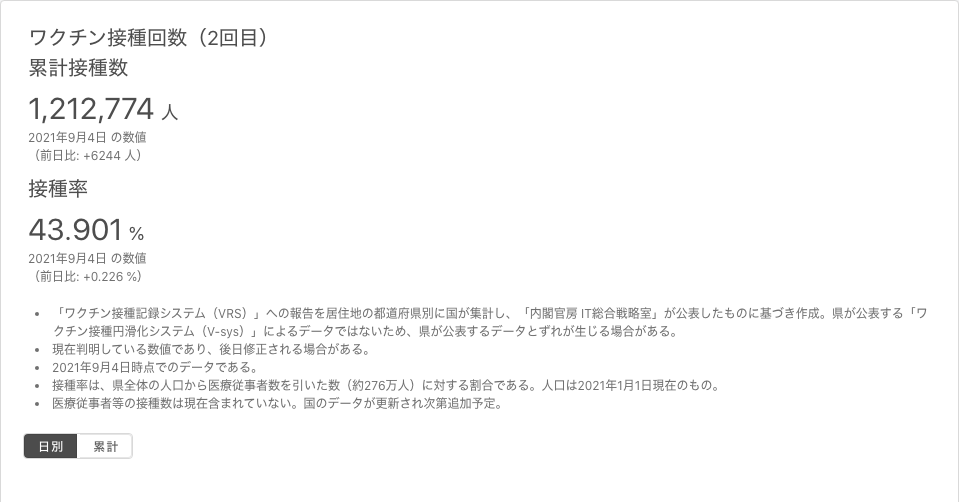 ワクチン接種回数（2回目）
累計接種数
1,212,774 人
2021年9月4日 の数値
（前日比: +6244 人）
接種率
43.901 %
2021年9月4日 の数値
（前日比: +0.226 %）
• 「ワクチン接種記録システム（VRS）」への報告を居住地の都道府県別に国が集計し、「内閣官房 IT総合戦略室」が公表したものに基づき作成。県が公表する「ワ
クチン接種円滑化システム（V-sys）」によるデータではないため、県が公表するデータとずれが生じる場合がある。
• 現在判明している数値であり、後日修正される場合がある。
• 2021年9月4日時点でのデータである。
• 接種率は、県全体の人口から医療従事者数を引いた数（約276万人）に対する割合である。人口は2021年1月1日現在のもの。
• 医療従事者等の接種数は現在含まれていない。国のデータが更新され次第追加予定。
日別 累計